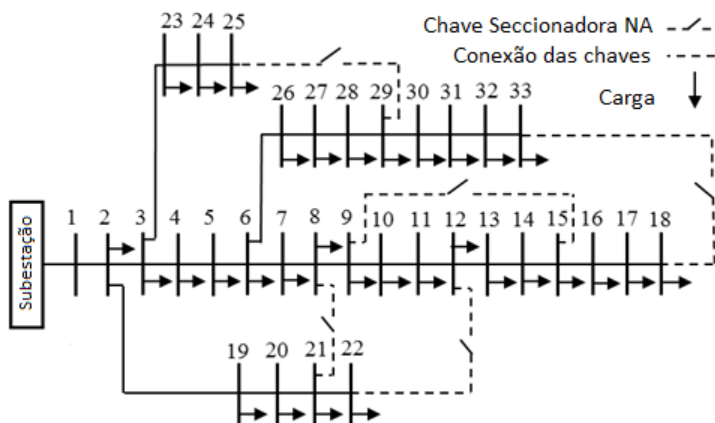 23 24 25
Chave Seccionadora NA
Conexão das chaves
Carga
26 27 28 29 30 31 32 33
Subestação
1 2 3 4 5 6 7 8 9 10 11 12 13 14 15 16 17 18
19 20 21 22